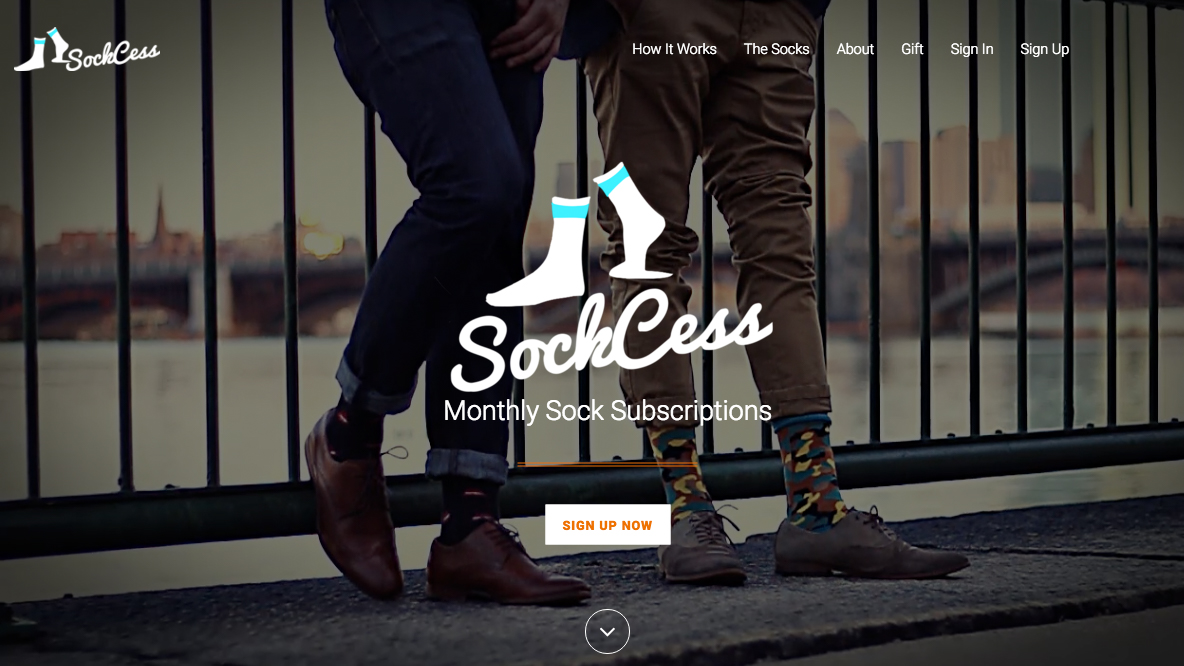 SockCess
How It Works
The Socks
About
Gift
Sign In
Sign Up
SockCess
Monthly Sock Subscriptions
SIGN UP NOW